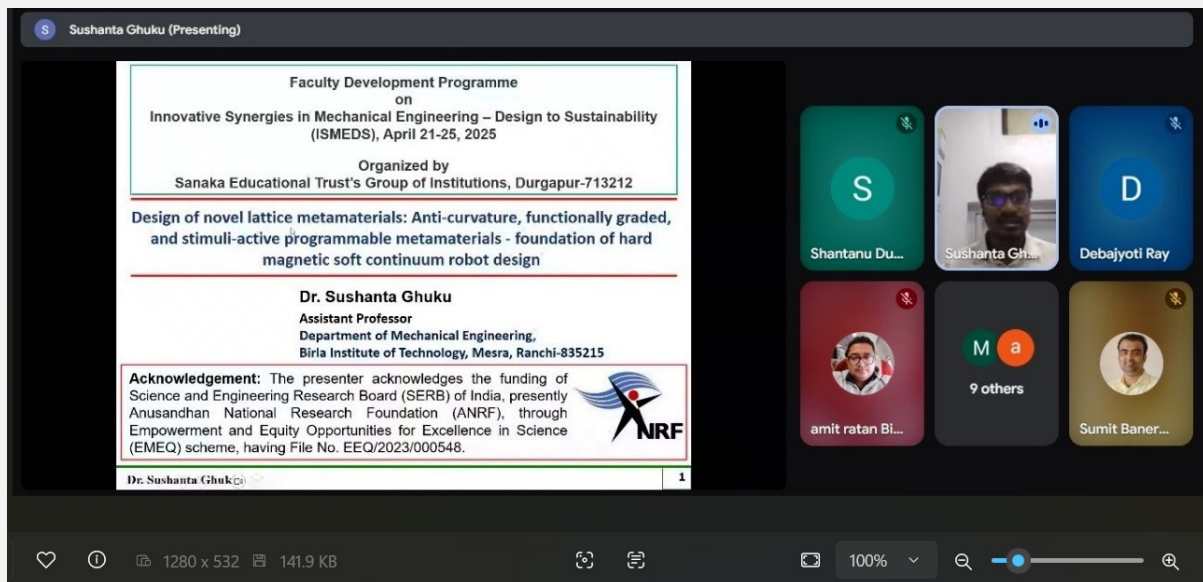 S Sushanta Ghuku (Presenting)
Faculty Development Programme
on
Innovative Synergies in Mechanical Engineering – Design to Sustainability
(ISMEDS), April 21-25, 2025
Organized by
Sanaka Educational Trust's Group of Institutions, Durgapur-713212
Design of novel lattice metamaterials: Anti-curvature, functionally graded,
and stimuli-active programmable metamaterials - foundation of hard
magnetic soft continuum robot design
Dr. Sushanta Ghuku
Assistant Professor
Department of Mechanical Engineering,
Birla Institute of Technology, Mesra, Ranchi-835215
Acknowledgement: The presenter acknowledges the funding of
Science and Engineering Research Board (SERB) of India, presently
Anusandhan National Research Foundation (ANRF), through
Empowerment and Equity Opportunities for Excellence in Science
(EMEQ) scheme, having File No. EEQ/2023/000548.
NRF
Dr. Sushanta Ghuk
1
S
Shantanu Du...
Sushanta Gh...
D
Debajyoti Ray
amit ratan Bi...
M a
9 others
Sumit Baner...
1280 x 532 141.9 KB
100%